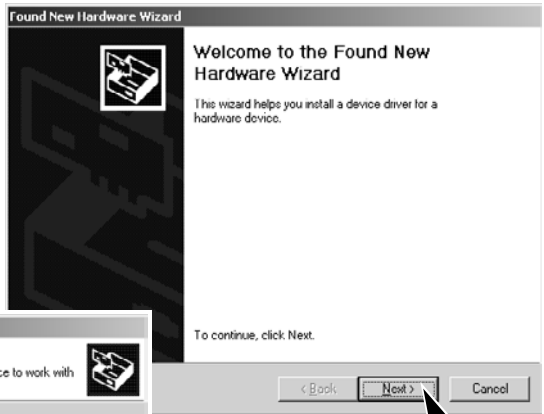 Found New Hardware Wizard
Welcome to the Found New
Hardware Wizard
This wizard helps you install a device driver for a
hardware device.
To continue, click Next.
ce to work with
< Back
Next >
Cancel